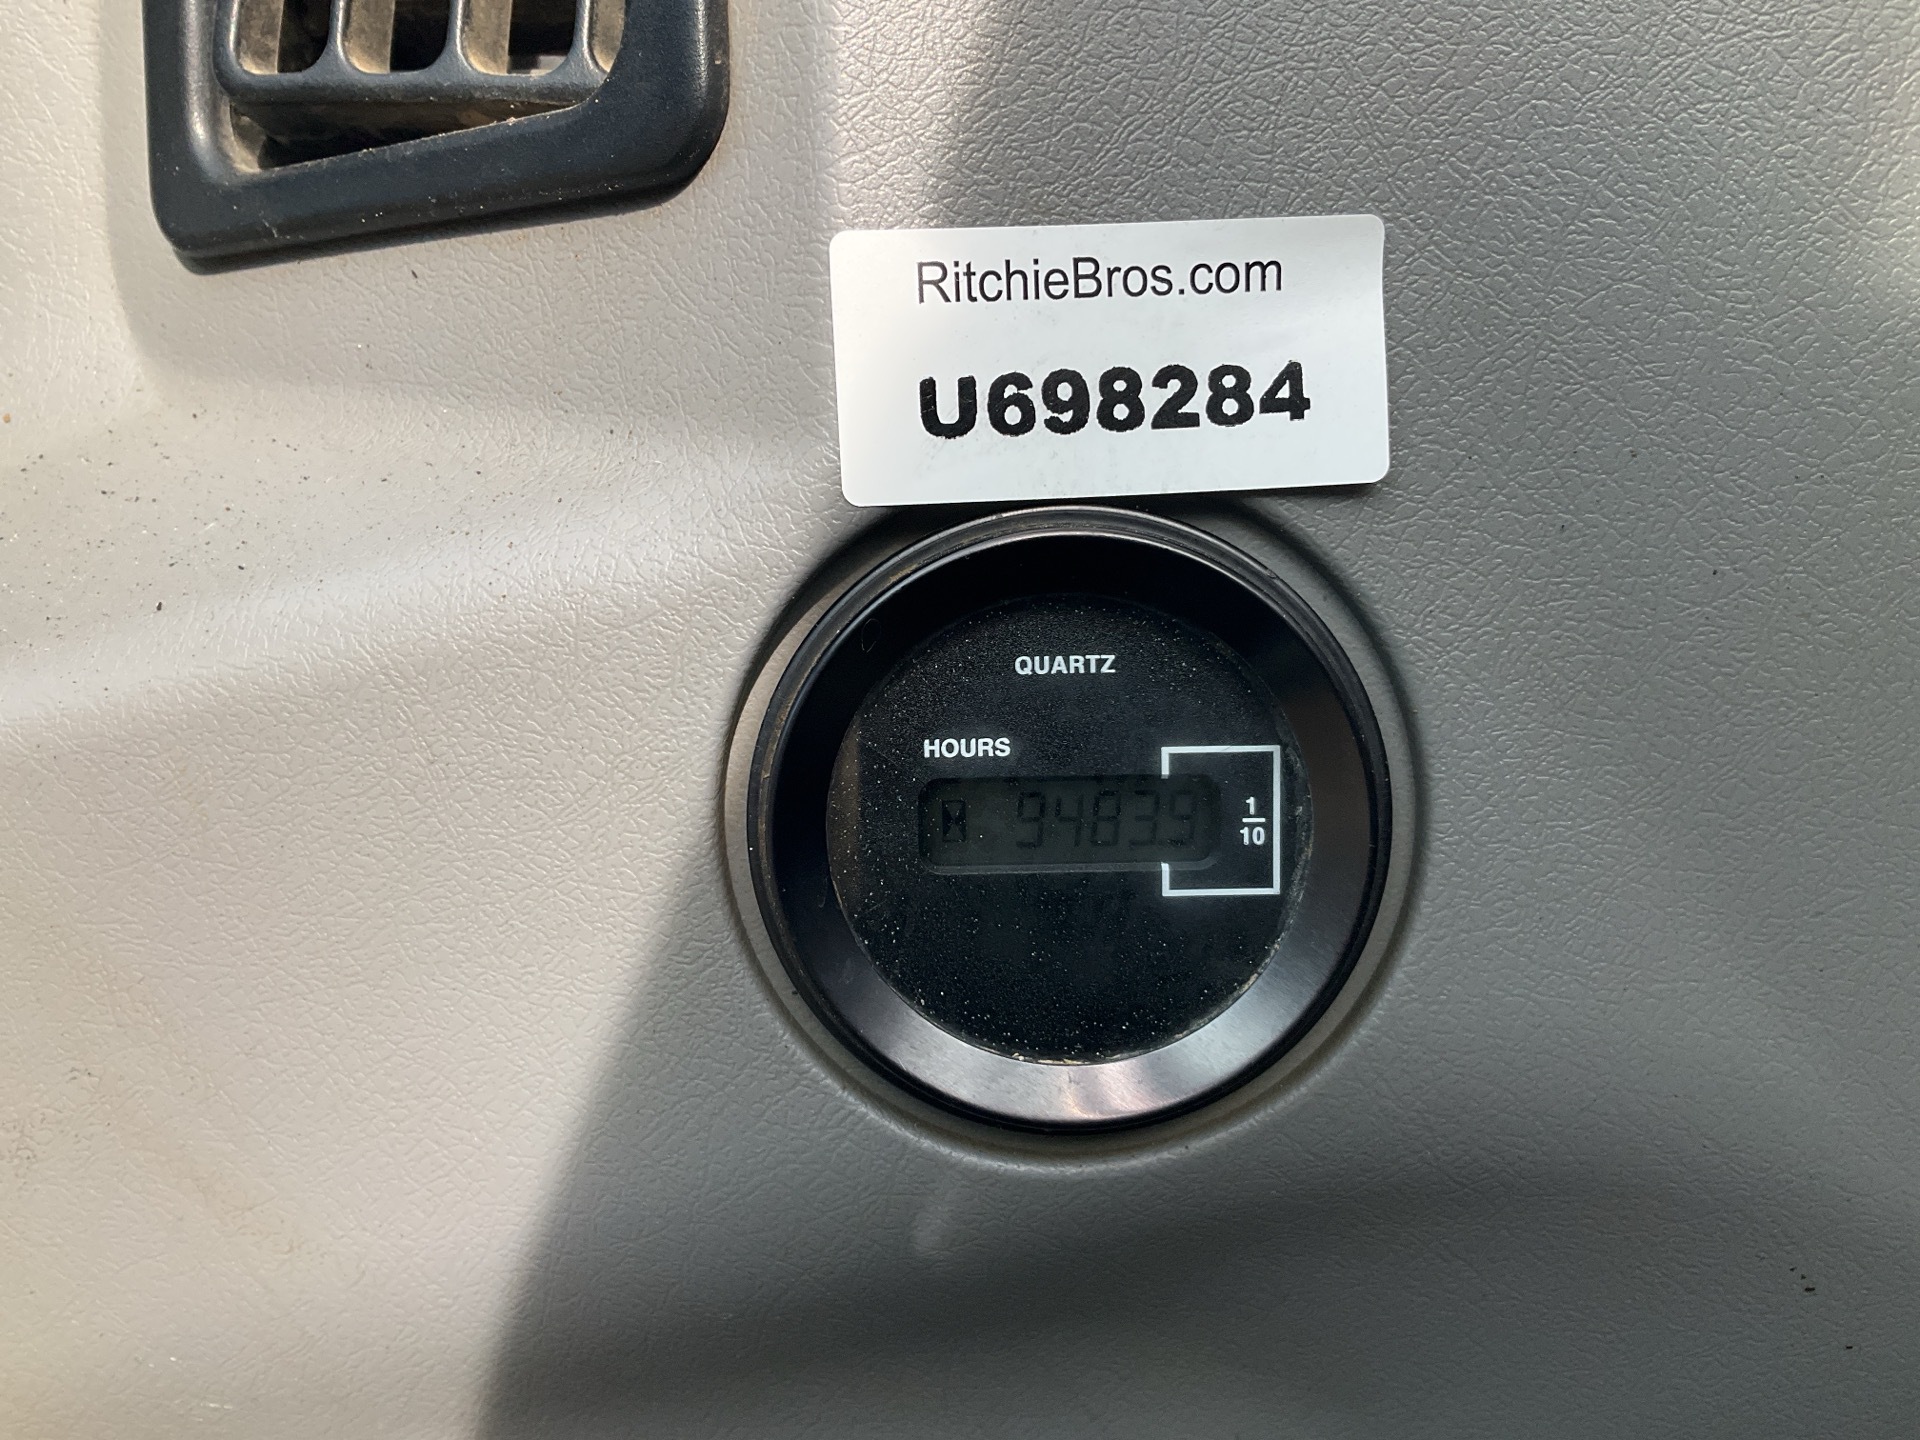 RitchieBros.com
U698284
QUARTZ
HOURS
9483.9
1/10